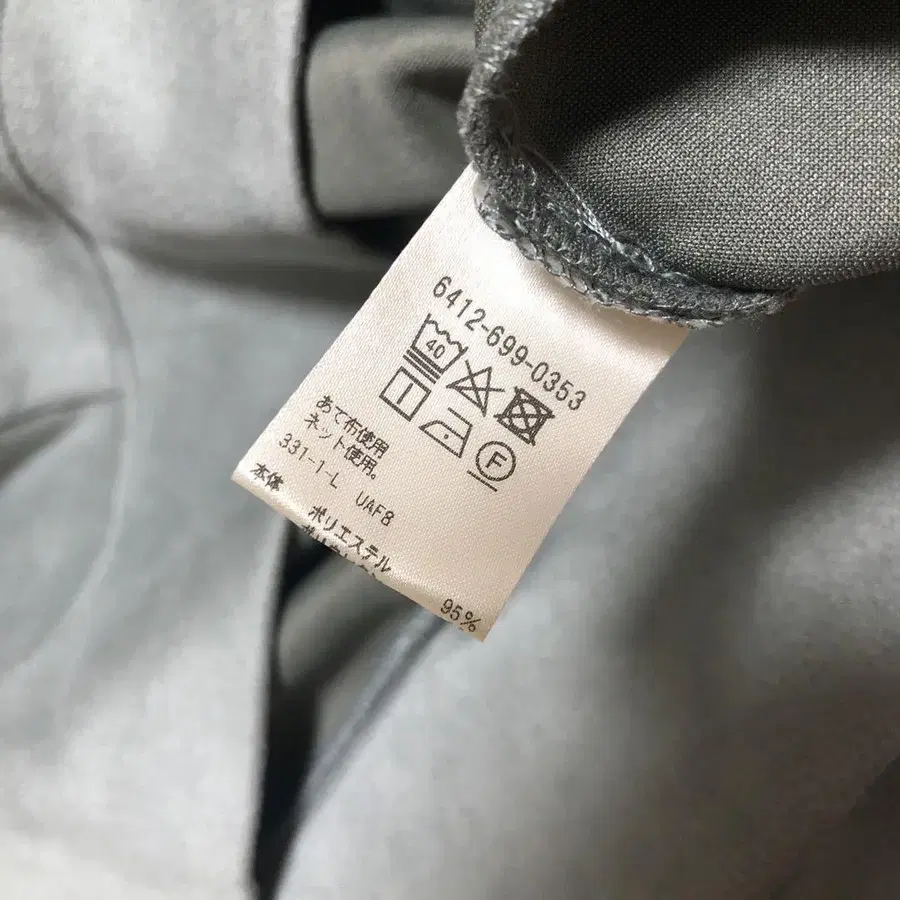 6412-699-0353
40
F
あて布使用
ネット使用。
331-1-L UAF8
本体 ポリエステル 95%